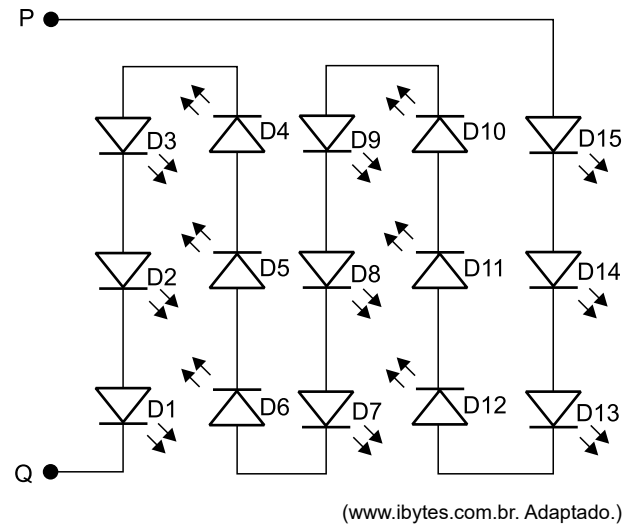 P
D3 D4 D9 D10 D15
D2 D5 D8 D11 D14
D1 D6 D7 D12 D13
Q
(www.ibytes.com.br. Adaptado.)